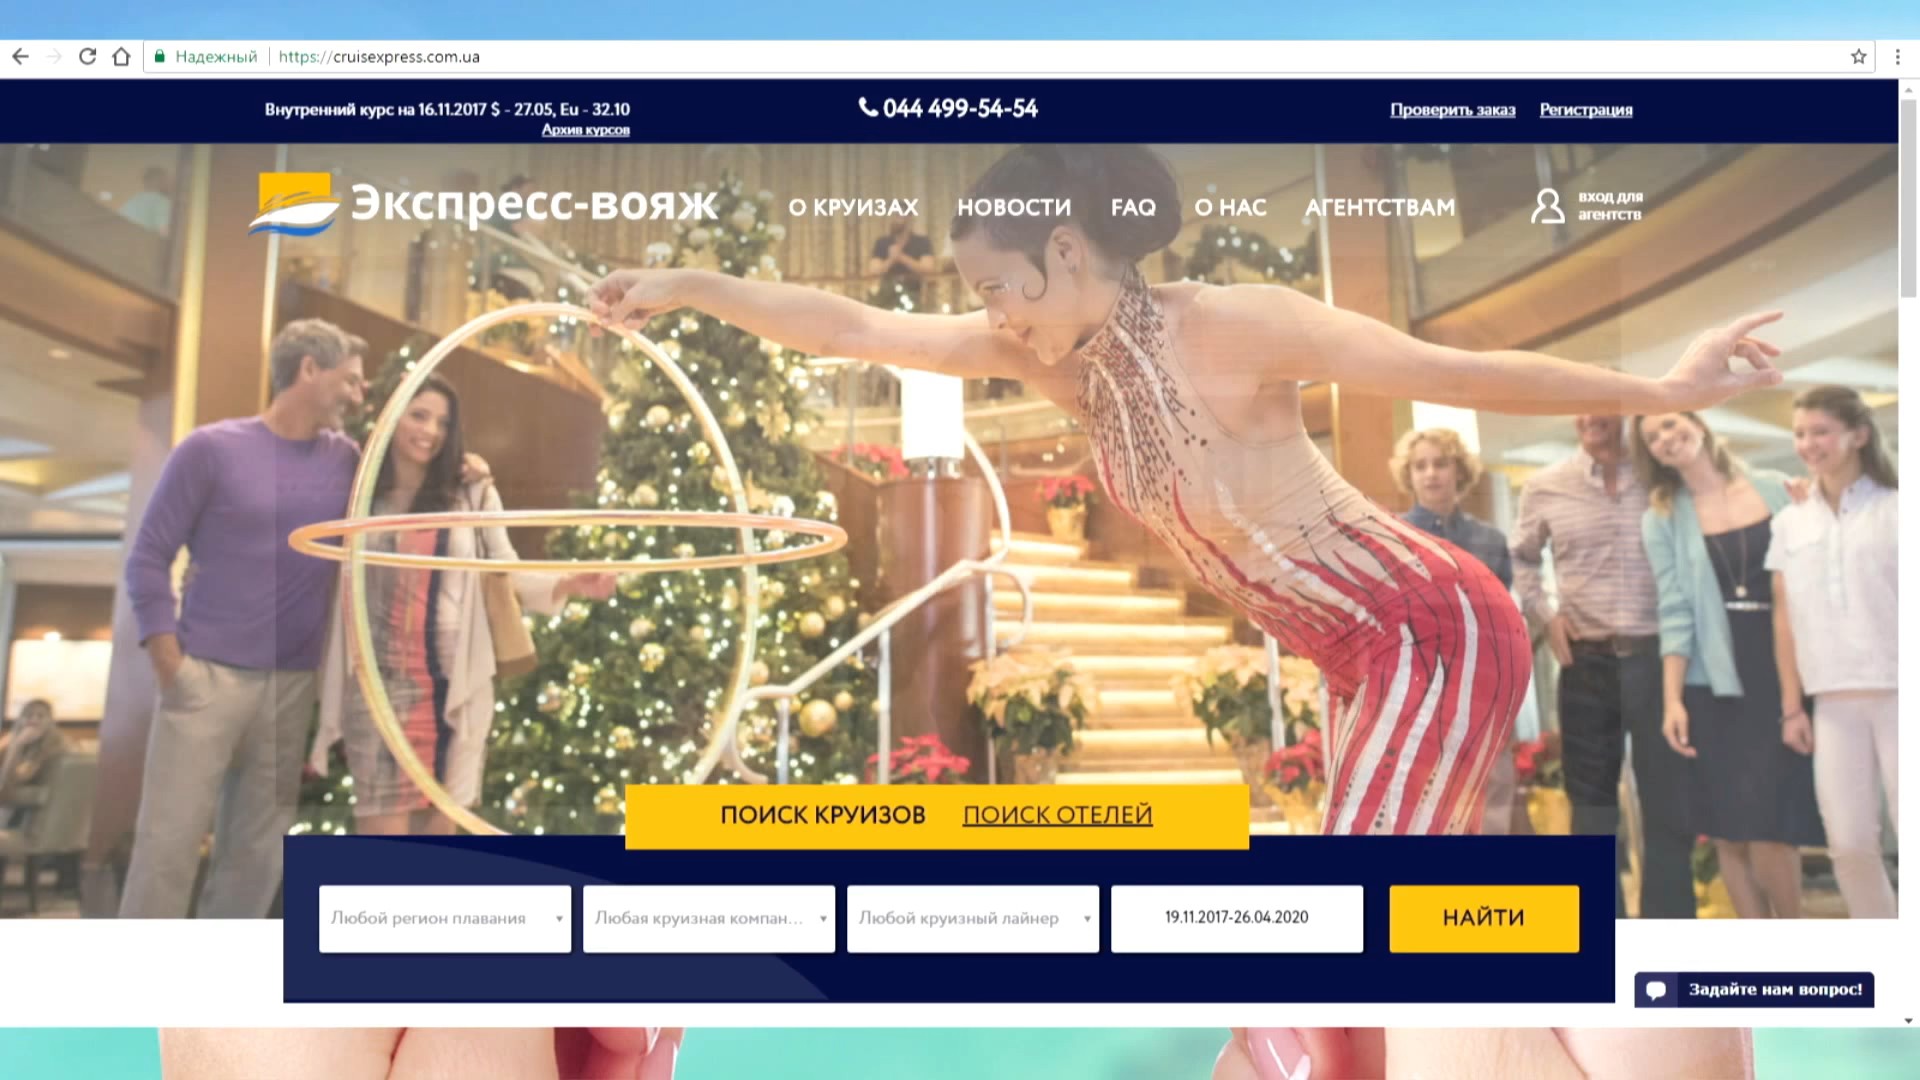 Надежный https://cruisexpress.com.ua
Внутренний курс на 16.11.2017 $ - 27.05, Eu - 32.10
Архив курсов
044 499-54-54
Проверить заказ Регистрация
Экспресс-вояж
О КРУИЗАХ НОВОСТИ FAQ О НАС АГЕНТСТВАМ
вход для
агентств
ПОИСК КРУИЗОВ ПОИСК ОТЕЛЕЙ
Любой регион плавания
Любая круизная компан...
Любой круизный лайнер
19.11.2017-26.04.2020
НАЙТИ
Задайте нам вопрос!